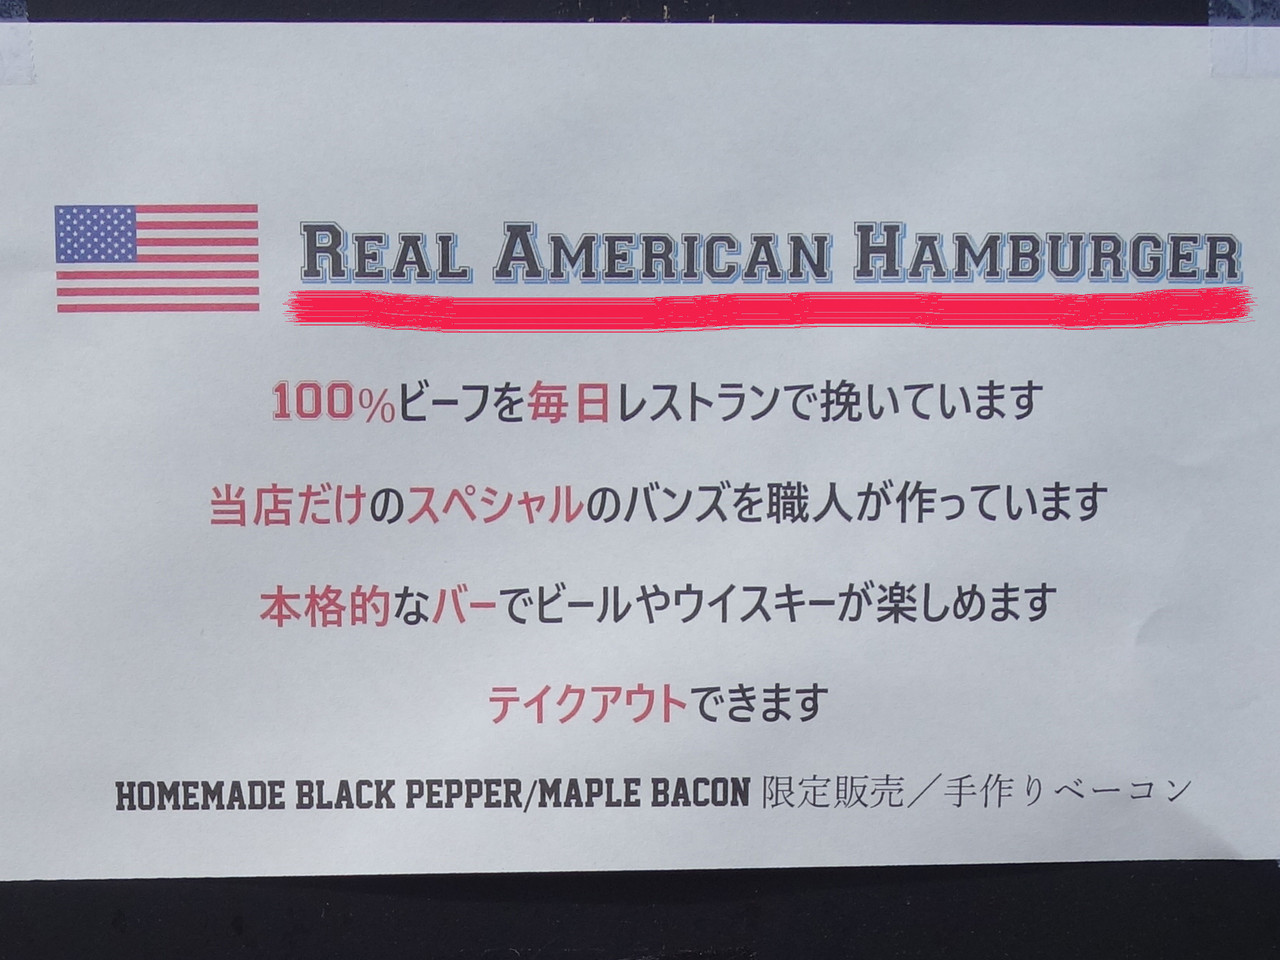 REAL AMERICAN HAMBURGER
100%ビーフを毎日レストランで挽いています
当店だけのスペシャルのバンズを職人が作っています
本格的なバーでビールやウイスキーが楽しめます
テイクアウトできます
HOMEMADE BLACK PEPPER/MAPLE BACON 限定販売／手作りベーコン